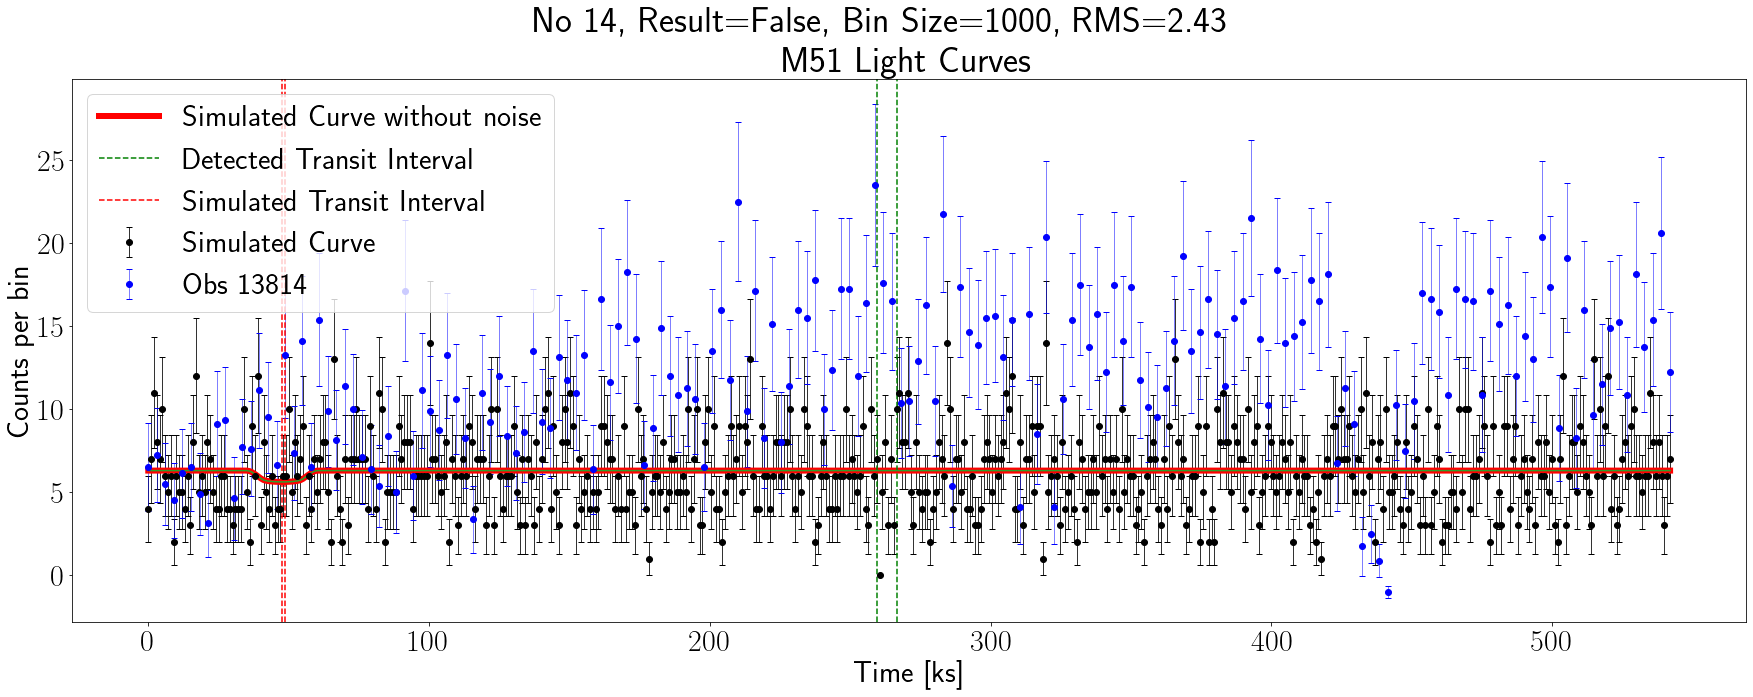 No 14, Result=False, Bin Size=1000, RMS=2.43
M51 Light Curves
Simulated Curve without noise
Detected Transit Interval
Simulated Transit Interval
Simulated Curve
Obs 13814
Counts per bin
25
20
15
10
5
0
0 100 200 300 400 500
Time [ks]